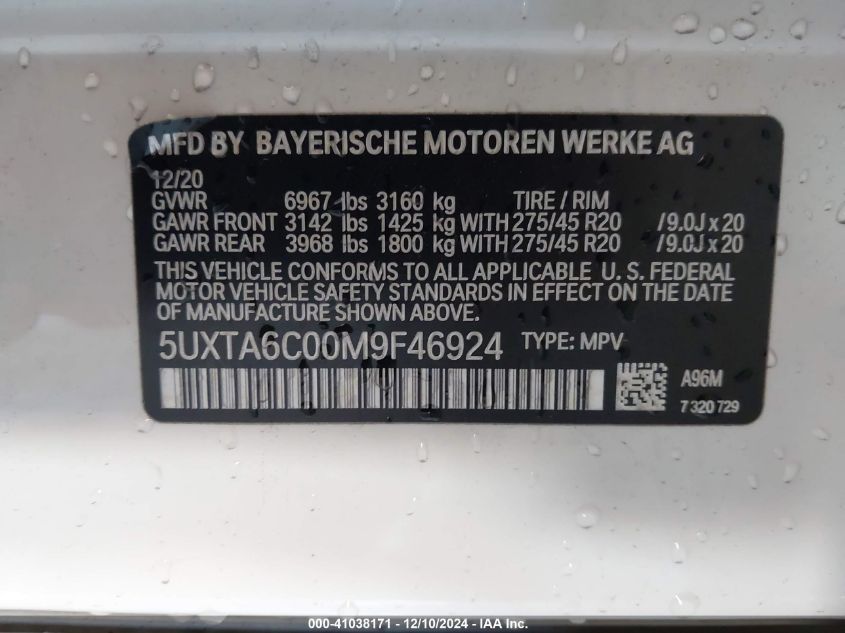 MFD BY BAYERISCHE MOTOREN WERKE AG
12/20
GVWR 6967 lbs 3160 kg TIRE / RIM
GAWR FRONT 3142 lbs 1425 kg WITH 275/45 R20 / 9.0J x 20
GAWR REAR 3968 lbs 1800 kg WITH 275/45 R20 / 9.0J x 20
THIS VEHICLE CONFORMS TO ALL APPLICABLE U. S. FEDERAL
MOTOR VEHICLE SAFETY STANDARDS IN EFFECT ON THE DATE
OF MANUFACTURE SHOWN ABOVE.
5UXTA6C00M9F46924 TYPE: MPV
A96M
7 320 729
000-41038171 - 12/10/2024 - IAA Inc.